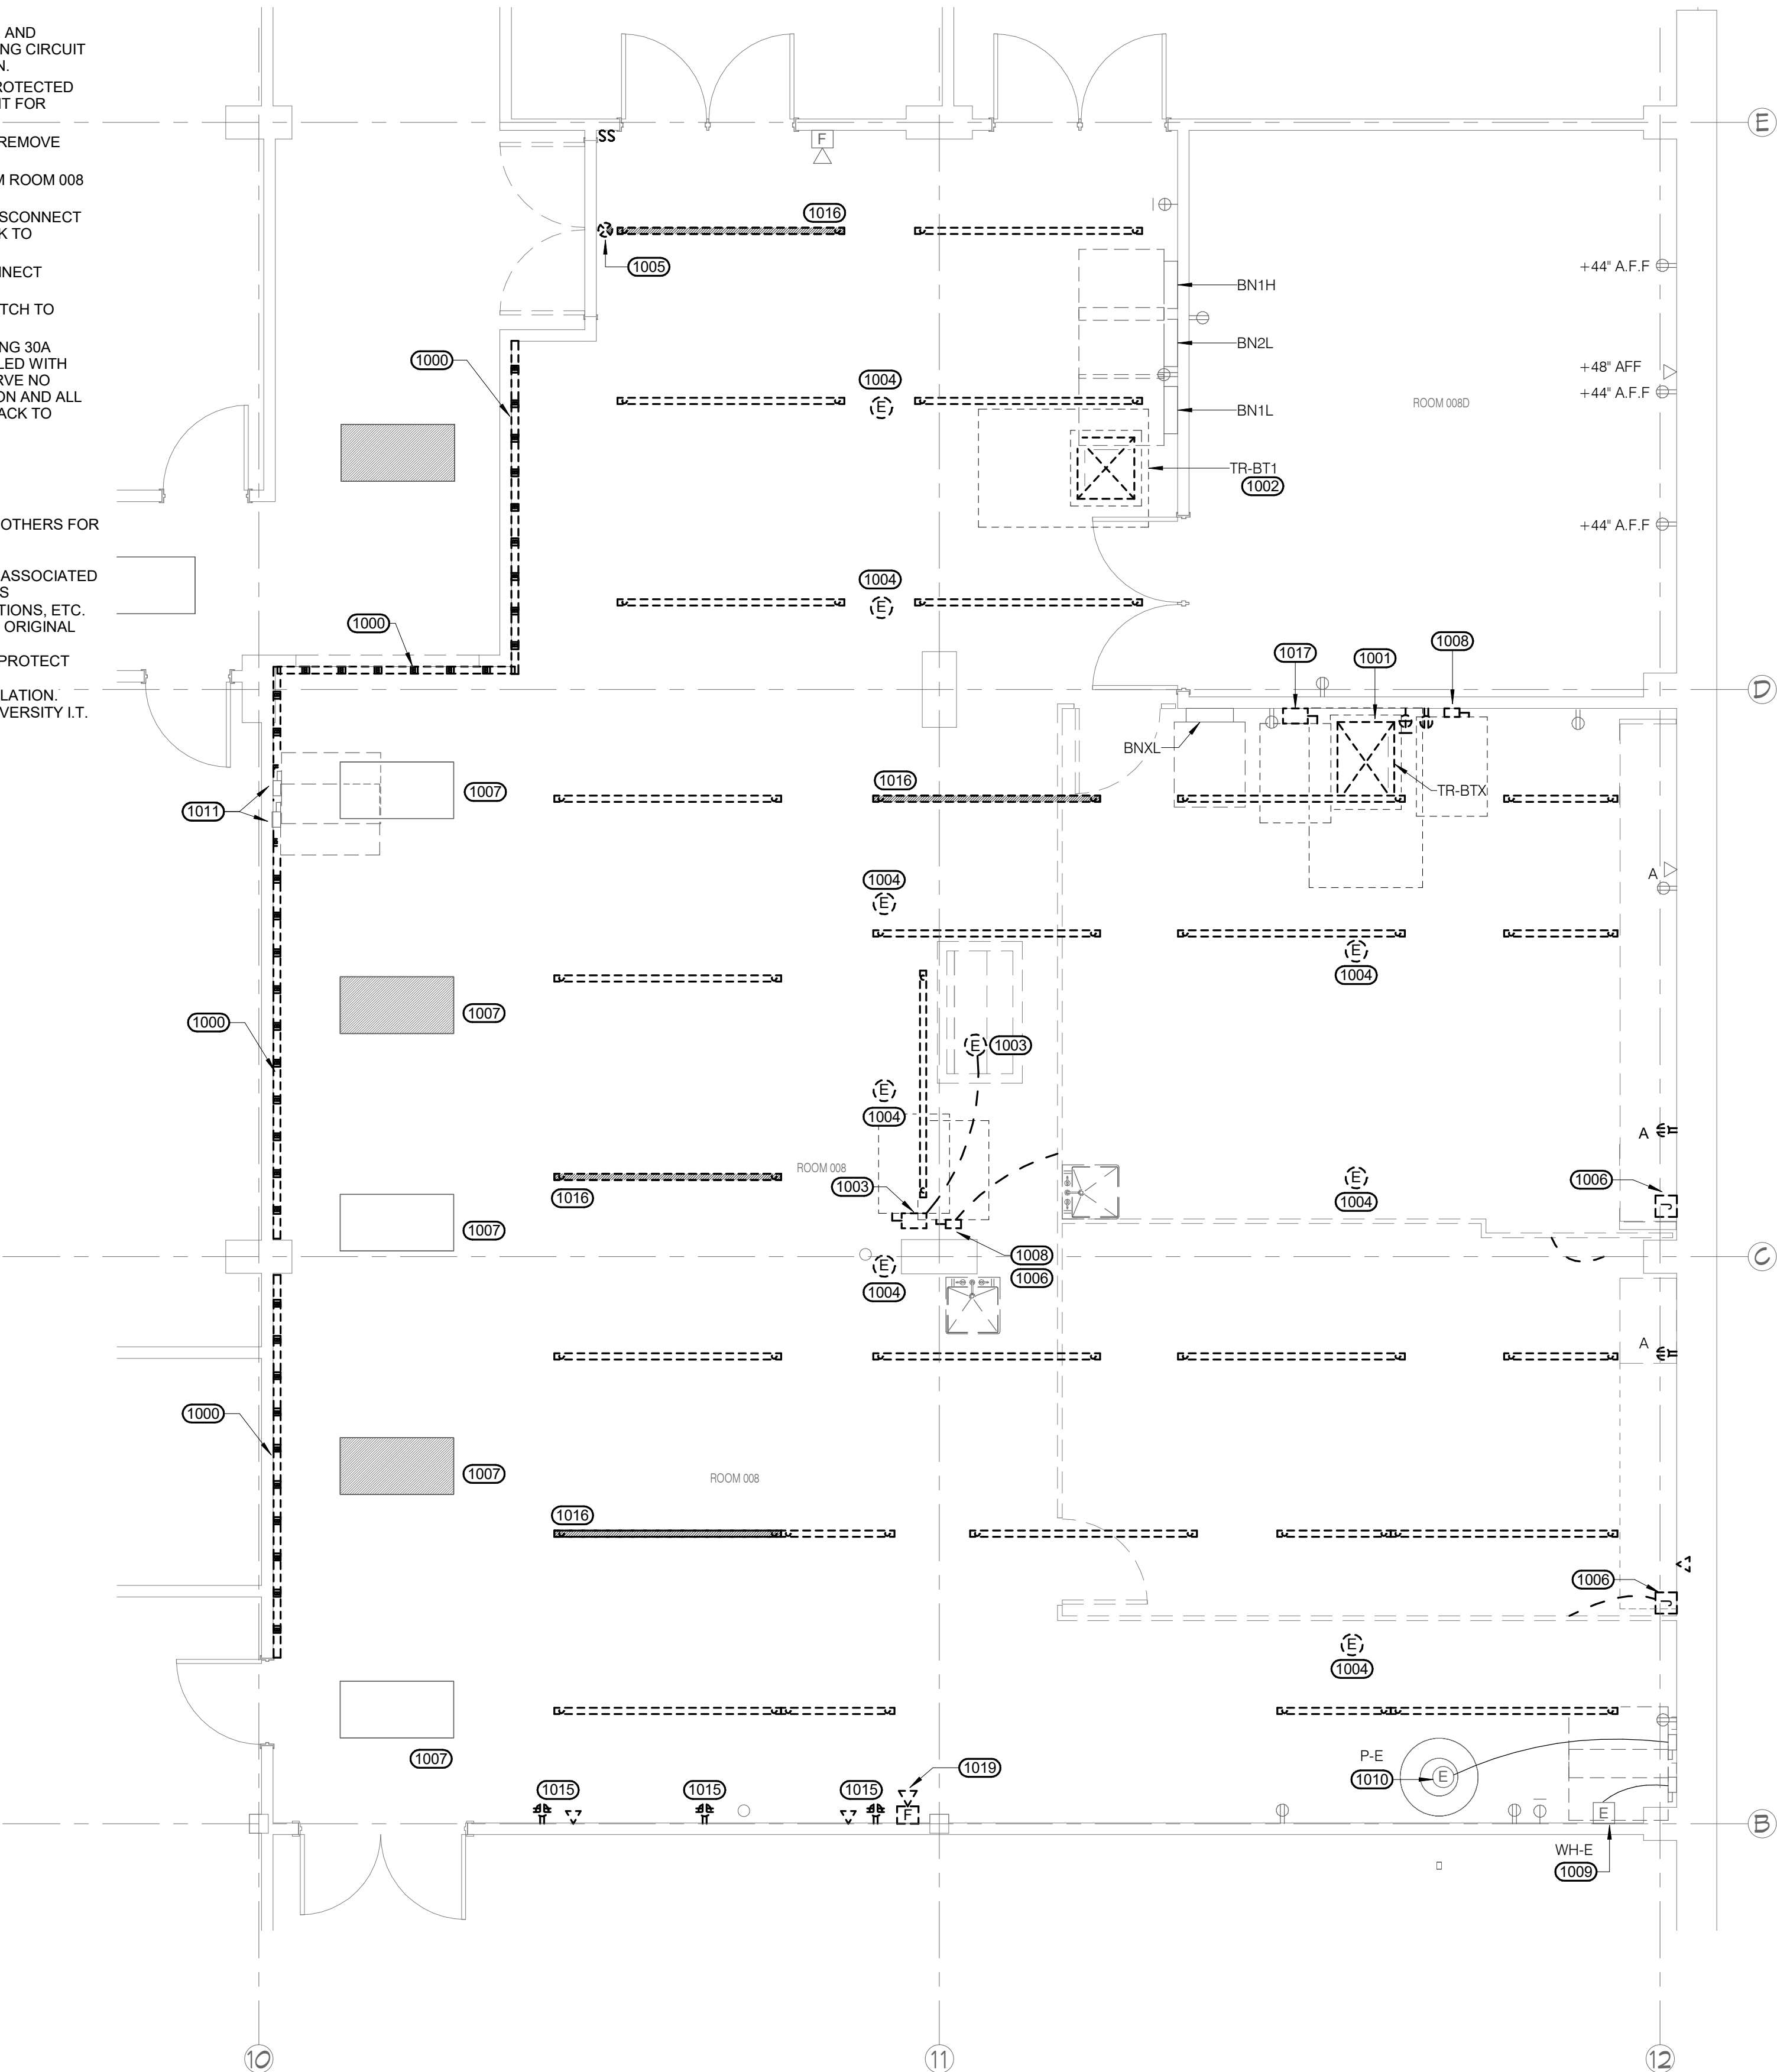 AND
NG CIRCUIT
N.
ROTECTED
IT FOR
REMOVE
M ROOM 008
SCONNECT
K TO
NNECT
TCH TO
NG 30A
LED WITH
RVE NO
ON AND ALL
ACK TO
OTHERS FOR
ASSOCIATED
S
TIONS, ETC.
ORIGINAL
PROTECT
LATION.
VERSITY I.T.
SS
F
E
1016
1005
+44" A.F.F
BN1H
BN2L
1000
1004
E
+48" AFF
+44" A.F.F
BN1L
ROOM 008D
TR-BT1
1002
+44" A.F.F
1004
E
1000
1008
1017
1001
D
BNXL
1016
TR-BTX
1007
1011
A
1004
E
E
1004
1007
1000
E
1003
E
1004
A
ROOM 008
E
1004
1003
1016
1006
J
1007
1008
1006
C
E
1004
A
1000
1007
ROOM 008
1016
1006
J
E
1004
1007
P-E
1010
E
1019
1015
1015
1015
F
E
B
WH-E
1009
10
11
12